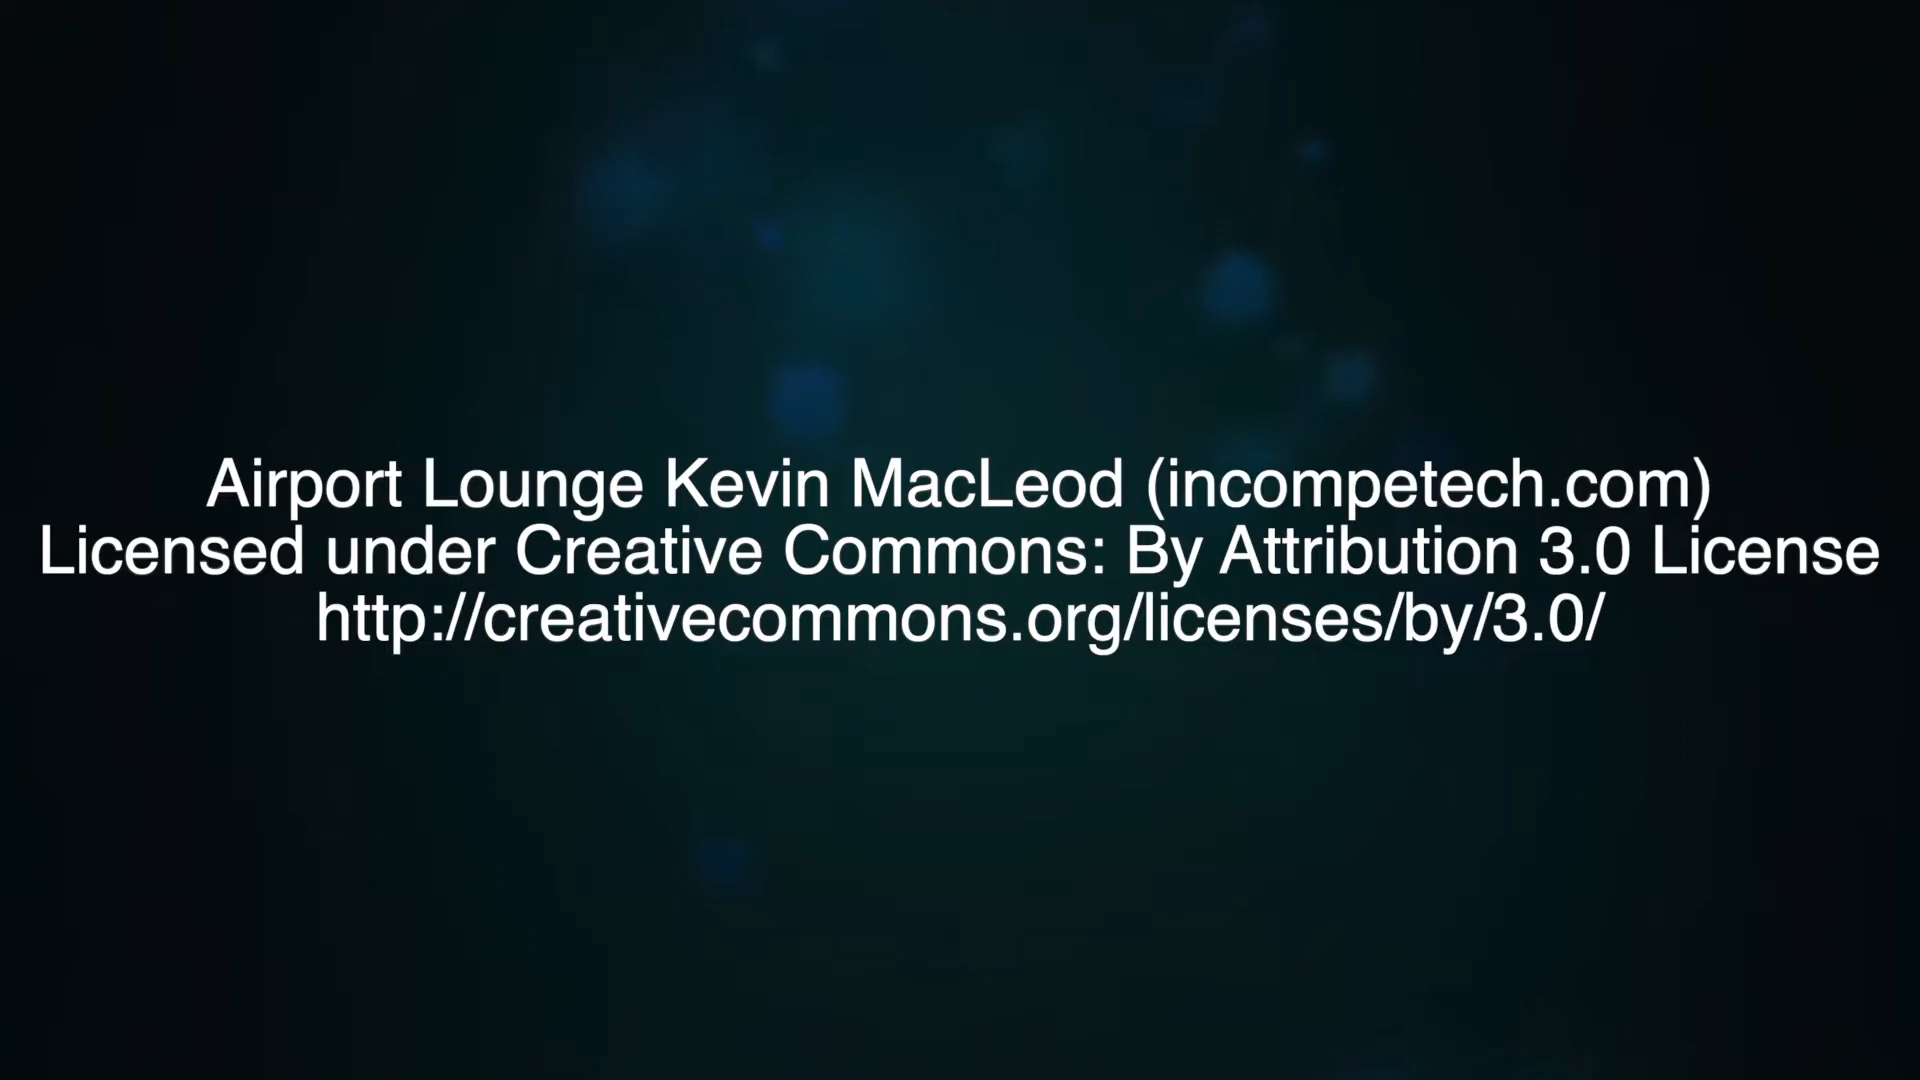 Airport Lounge Kevin MacLeod (incompetech.com)
Licensed under Creative Commons: By Attribution 3.0 License
http://creativecommons.org/licenses/by/3.0/